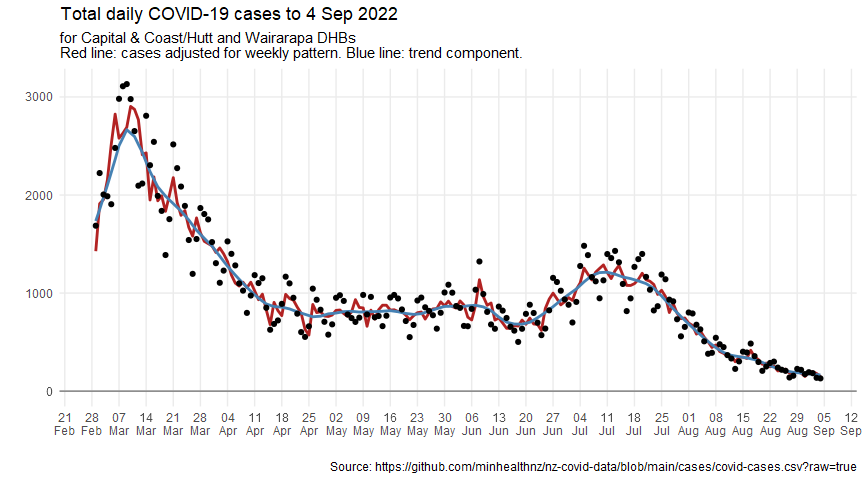 Total daily COVID-19 cases to 4 Sep 2022
for Capital & Coast/Hutt and Wairarapa DHBs
Red line: cases adjusted for weekly pattern. Blue line: trend component.
3000
2000
1000
0
21 28 07 14 21 28 04 11 18 25 02 09 16 23 30 06 13 20 27 04 11 18 25 01 08 15 22 29 05 12
Feb Feb Mar Mar Mar Mar Apr Apr Apr Apr May May May May May Jun Jun Jun Jun Jul Jul Jul Jul Aug Aug Aug Aug Aug Sep Sep
Source: https://github.com/minhealthnz/nz-covid-data/blob/main/cases/covid-cases.csv?raw=true